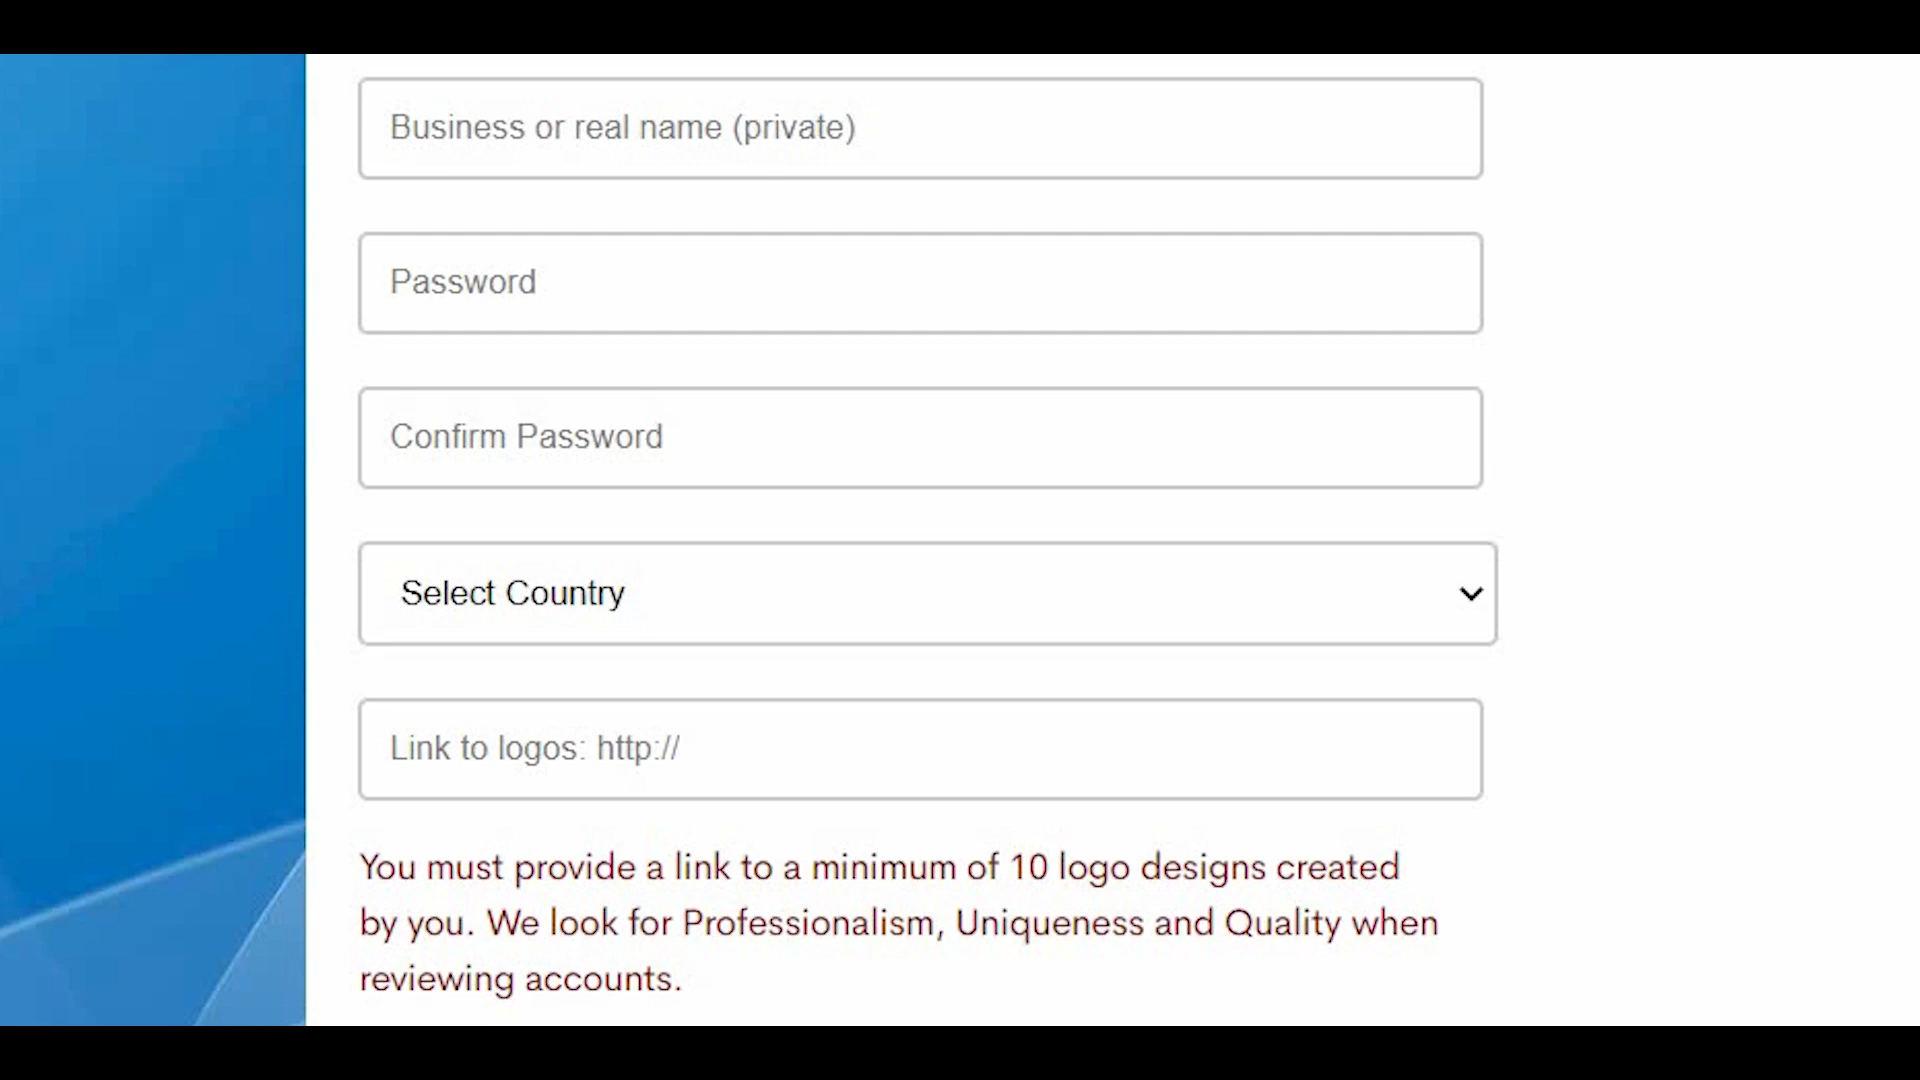 Business or real name (private)
Password
Confirm Password
Select Country
Link to logos: http://
You must provide a link to a minimum of 10 logo designs created
by you. We look for Professionalism, Uniqueness and Quality when
reviewing accounts.